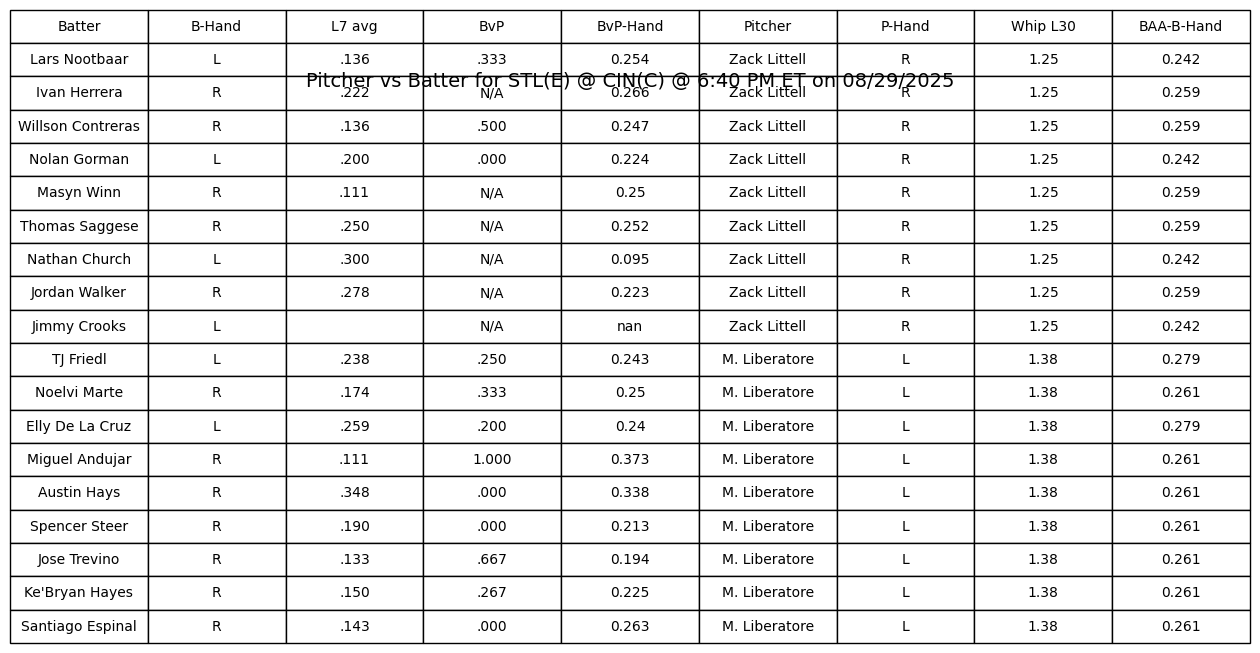 Batter B-Hand L7 avg BvP BvP-Hand Pitcher P-Hand Whip L30 BAA-B-Hand
Lars Nootbaar L .136 .333 0.254 Zack Littell R 1.25 0.242
Pitcher vs Batter for STL(E) @ CIN(C) @ 6:40 PM ET on 08/29/2025
Ivan Herrera R .222 N/A 0.266 Zack Littell R 1.25 0.259
Willson Contreras R .136 .500 0.247 Zack Littell R 1.25 0.259
Nolan Gorman L .200 .000 0.224 Zack Littell R 1.25 0.242
Masyn Winn R .111 N/A 0.25 Zack Littell R 1.25 0.259
Thomas Saggese R .250 N/A 0.252 Zack Littell R 1.25 0.259
Nathan Church L .300 N/A 0.095 Zack Littell R 1.25 0.242
Jordan Walker R .278 N/A 0.223 Zack Littell R 1.25 0.259
Jimmy Crooks L N/A nan Zack Littell R 1.25 0.242
TJ Friedl L .238 .250 0.243 M. Liberatore L 1.38 0.279
Noelvi Marte R .174 .333 0.25 M. Liberatore L 1.38 0.261
Elly De La Cruz L .259 .200 0.24 M. Liberatore L 1.38 0.279
Miguel Andujar R .111 1.000 0.373 M. Liberatore L 1.38 0.261
Austin Hays R .348 .000 0.338 M. Liberatore L 1.38 0.261
Spencer Steer R .190 .000 0.213 M. Liberatore L 1.38 0.261
Jose Trevino R .133 .667 0.194 M. Liberatore L 1.38 0.261
Ke'Bryan Hayes R .150 .267 0.225 M. Liberatore L 1.38 0.261
Santiago Espinal R .143 .000 0.263 M. Liberatore L 1.38 0.261